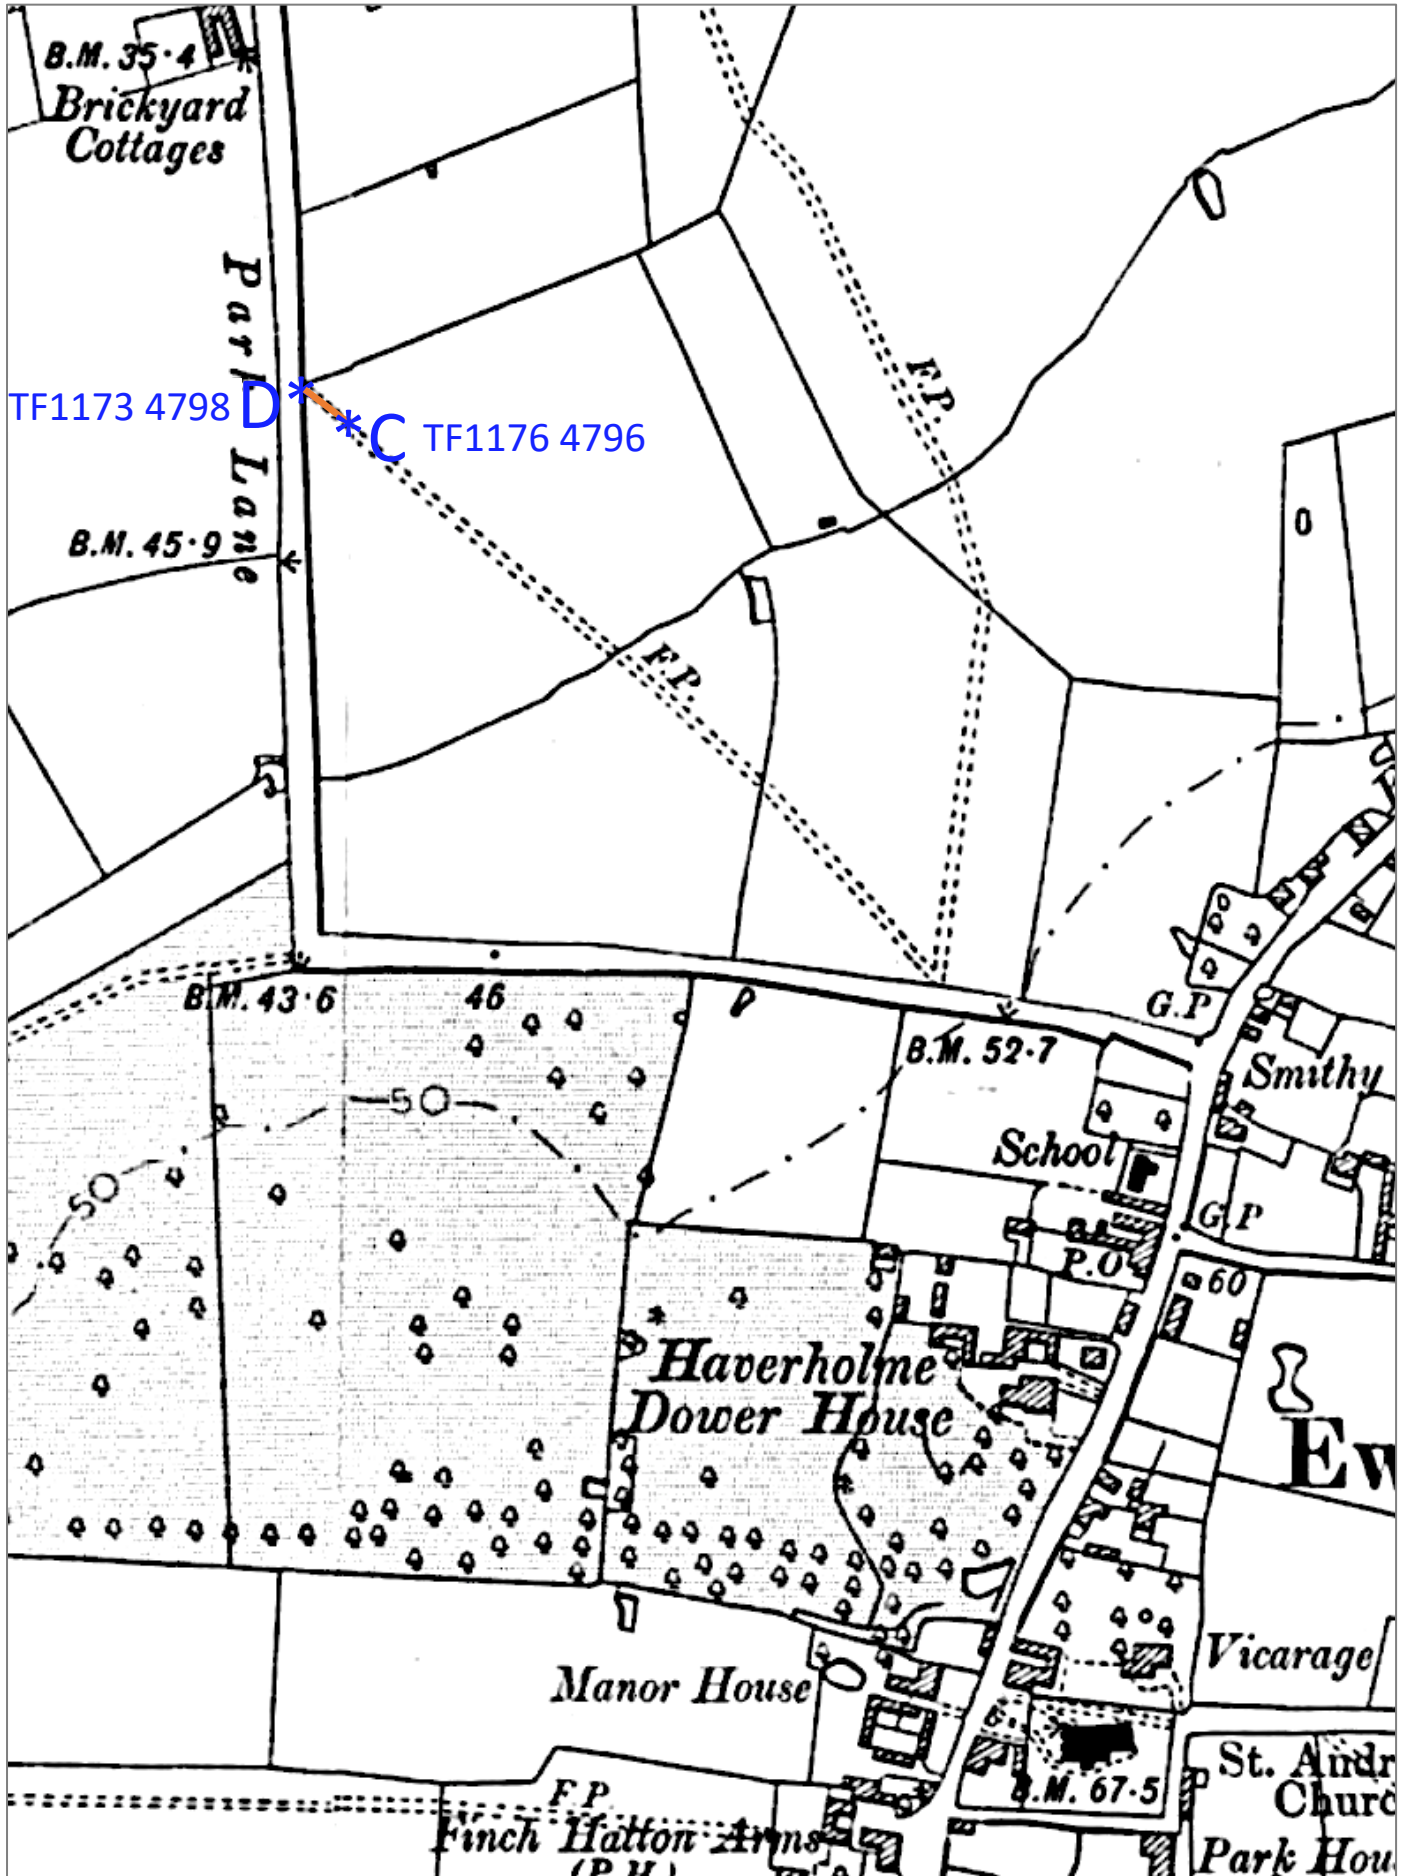 B.M. 35·4
Brickyard
Cottages
Park Lane
F.P.
TF1173 4798 D
* C TF1176 4796
*
B.M. 45·9
F.P.
B.M. 43·6
46
G.P
B.M. 52·7
50
Smithy
School
50
G.P
P.O
60
Haverholme
Dower House
Ew
Manor House
Vicarage
St. Andr
Churc
B.M. 67·5
F.P.
Finch Hatton Arms
(P.H.)
Park Hou